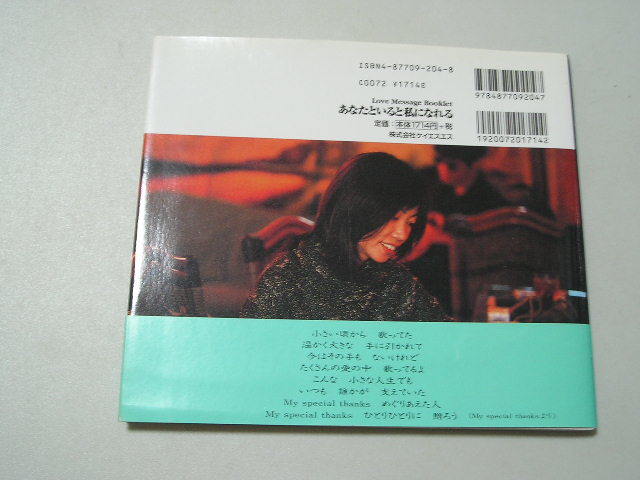 ISBN4-87709-204-8
C0072 ¥1714E
9784877092047
Love Message Booklet
あなたといると私になれる
定価：本体1714円+税
株式会社ケイエスエス
1920072017142
小さい頃から 歌ってた
温かく大きな 手に引かれて
今はその手も ないけれど
たくさんの愛の中 歌ってるよ
こんな 小さな人生でも
いつも 誰かが 支えていた
My special thanks めぐりあえた人
My special thanks ひとりひとりに 贈ろう (My special thanksより)